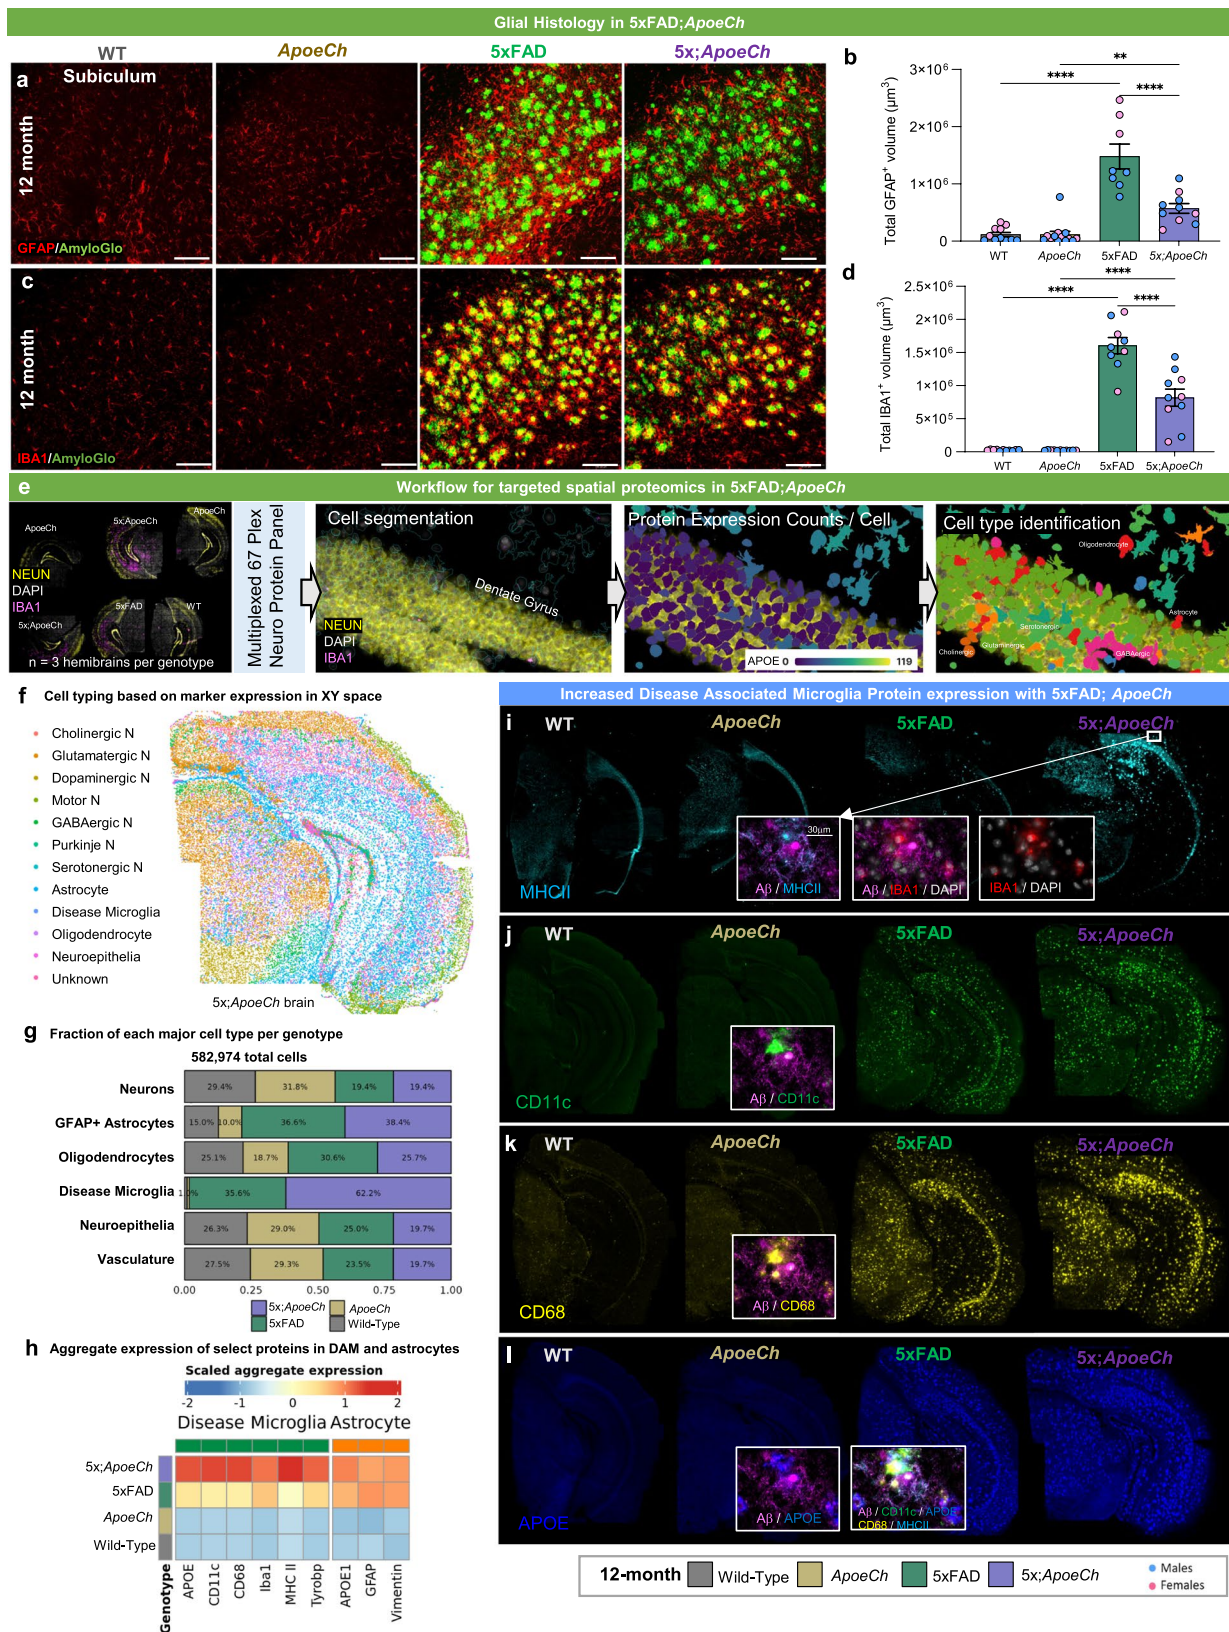 Glial Histology in 5xFAD;ApoeCh
WT
ApoeCh
5xFAD
5x;ApoeCh
a
Subiculum
12 month
GFAP/AmyloGlo
b
Total GFAP+ volume (µm³)
3×10⁶
2×10⁶
1×10⁶
0
**
****
****
WT
ApoeCh
5xFAD
5x;ApoeCh
c
12 month
IBA1/AmyloGlo
d
Total IBA1+ volume (µm³)
2.5×10⁶
2×10⁶
1.5×10⁶
1×10⁶
5×10⁵
0
****
****
****
WT
ApoeCh
5xFAD
5x;ApoeCh
e
Workflow for targeted spatial proteomics in 5xFAD;ApoeCh
ApoeCh
5x;ApoeCh
ApoeCh
NEUN
DAPI
IBA1
5xFAD
WT
5x;ApoeCh
n = 3 hemibrains per genotype
Multiplexed 67 Plex
Neuro Protein Panel
Cell segmentation
Dentate Gyrus
NEUN
DAPI
IBA1
Protein Expression Counts / Cell
APOE 0
119
Cell type identification
Oligodendrocyte
Astrocyte
Serotoneroin
Glutaminergic
Cholinergic
GABAergic
f Cell typing based on marker expression in XY space
Cholinergic N
Glutamatergic N
Dopaminergic N
Motor N
GABAergic N
Purkinje N
Serotonergic N
Astrocyte
Disease Microglia
Oligodendrocyte
Neuroepithelia
Unknown
5x;ApoeCh brain
g Fraction of each major cell type per genotype
582,974 total cells
Neurons
29.4%
31.8%
19.4%
19.4%
GFAP+ Astrocytes
15.0%
10.0%
36.6%
38.4%
Oligodendrocytes
25.1%
18.7%
30.6%
25.7%
Disease Microglia
1.0%
35.6%
62.2%
Neuroepithelia
26.3%
29.0%
25.0%
19.7%
Vasculature
27.5%
29.3%
23.5%
19.7%
0.00
0.25
0.50
0.75
1.00
5x;ApoeCh
ApoeCh
5xFAD
Wild-Type
h Aggregate expression of select proteins in DAM and astrocytes
Scaled aggregate expression
-2
-1
0
1
2
Disease Microglia
Astrocyte
5x;ApoeCh
5xFAD
ApoeCh
Wild-Type
Genotype
APOE
CD11c
CD68
Iba1
MHC II
Tyrobp
APOE1
GFAP
Vimentin
Increased Disease Associated Microglia Protein expression with 5xFAD; ApoeCh
i
WT
ApoeCh
5xFAD
5x;ApoeCh
MHCII
30µm
Aβ / MHCII
Aβ / IBA1 / DAPI
IBA1 / DAPI
j
WT
ApoeCh
5xFAD
5x;ApoeCh
CD11c
Aβ / CD11c
k
WT
ApoeCh
5xFAD
5x;ApoeCh
CD68
Aβ / CD68
l
WT
ApoeCh
5xFAD
5x;ApoeCh
APOE
Aβ / APOE
Aβ / CD11c / APOE
CD68 / MHCII
12-month
Wild-Type
ApoeCh
5xFAD
5x;ApoeCh
Males
Females